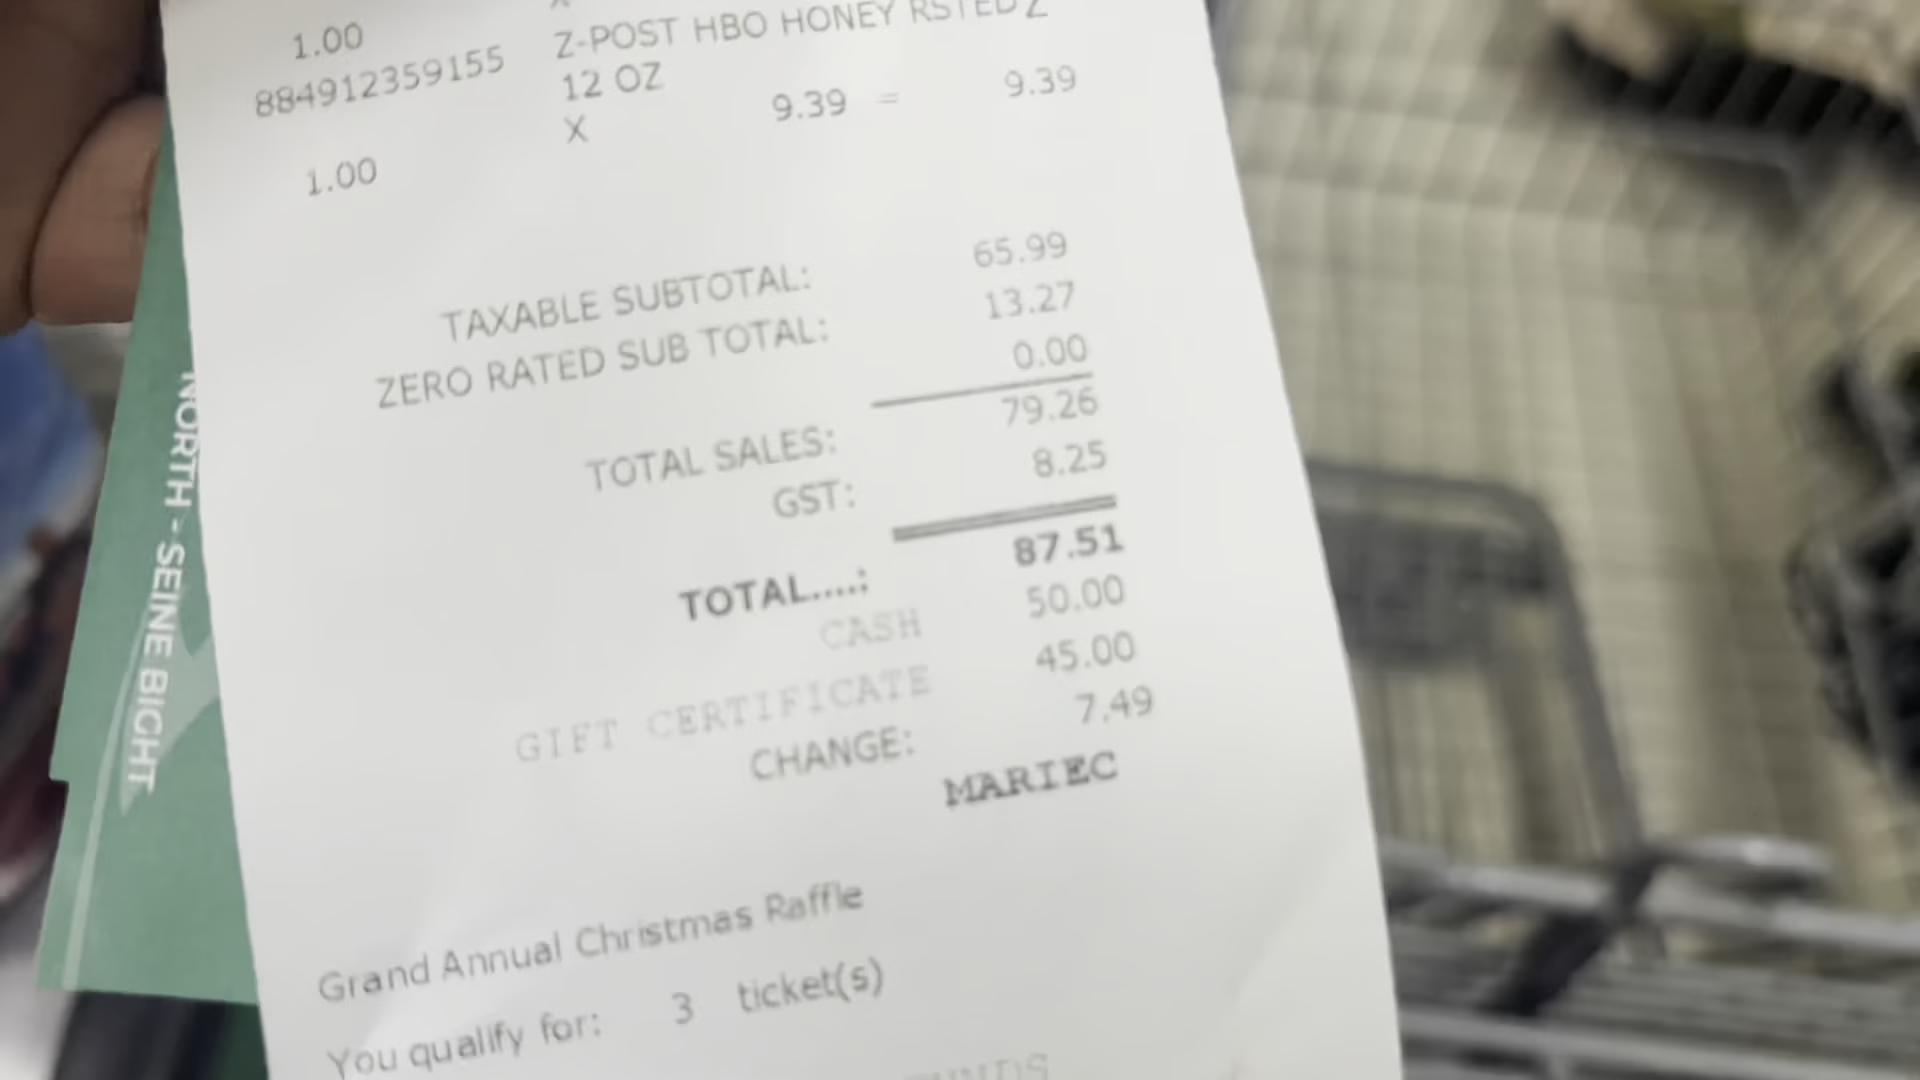 1.00
884912359155 Z-POST HBO HONEY RSTED Z
12 OZ
X 9.39 = 9.39
1.00
TAXABLE SUBTOTAL: 65.99
ZERO RATED SUB TOTAL: 13.27
0.00
TOTAL SALES: 79.26
GST: 8.25
TOTAL....: 87.51
CASH 50.00
GIFT CERTIFICATE 45.00
CHANGE: 7.49
MARIEC
Grand Annual Christmas Raffle
You qualify for: 3 ticket(s)
NORTH - SEINE BICHT